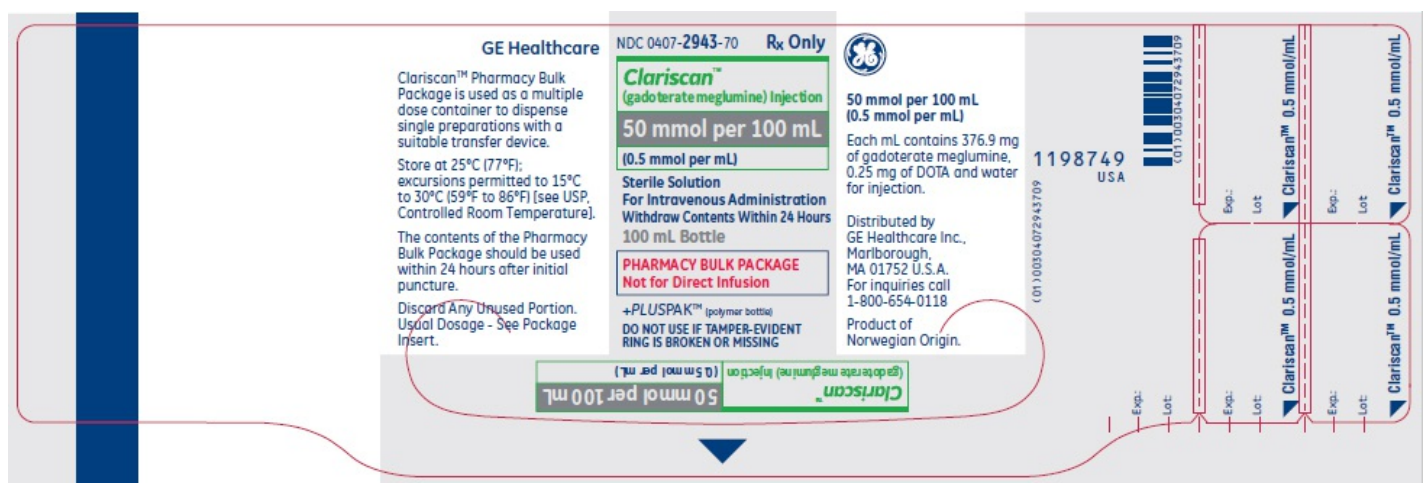 GE Healthcare
Clariscan™ Pharmacy Bulk
Package is used as a multiple
dose container to dispense
single preparations with a
suitable transfer device.
Store at 25°C (77°F);
excursions permitted to 15°C
to 30°C (59°F to 86°F) [see USP,
Controlled Room Temperature].
The contents of the Pharmacy
Bulk Package should be used
within 24 hours after initial
puncture.
Discard Any Unused Portion.
Usual Dosage - See Package
Insert.
NDC 0407-2943-70 Rx Only
Clariscan™
(gadoterate meglumine) Injection
50 mmol per 100 mL
(0.5 mmol per mL)
Sterile Solution
For Intravenous Administration
Withdraw Contents Within 24 Hours
100 mL Bottle
PHARMACY BULK PACKAGE
Not for Direct Infusion
+PLUSPAK™ (polymer bottle)
DO NOT USE IF TAMPER-EVIDENT
RING IS BROKEN OR MISSING
Clariscan™
(gadoterate meglumine) Injection
50 mmol per 100 mL
(0.5 mmol per mL)
GE
50 mmol per 100 mL
(0.5 mmol per mL)
Each mL contains 376.9 mg
of gadoterate meglumine,
0.25 mg of DOTA and water
for injection.
Distributed by
GE Healthcare Inc.,
Marlborough,
MA 01752 U.S.A.
For inquiries call
1-800-654-0118
Product of
Norwegian Origin.
1198749
USA
(01)00304072943709
(01)00304072943709
Exp.:
Lot:
Exp.:
Lot
Clariscan™ 0.5 mmol/mL
Exp.:
Lot
Clariscan™ 0.5 mmol/mL
Exp.:
Lot:
Clariscan™ 0.5 mmol/mL
Exp.:
Lot:
Clariscan™ 0.5 mmol/mL